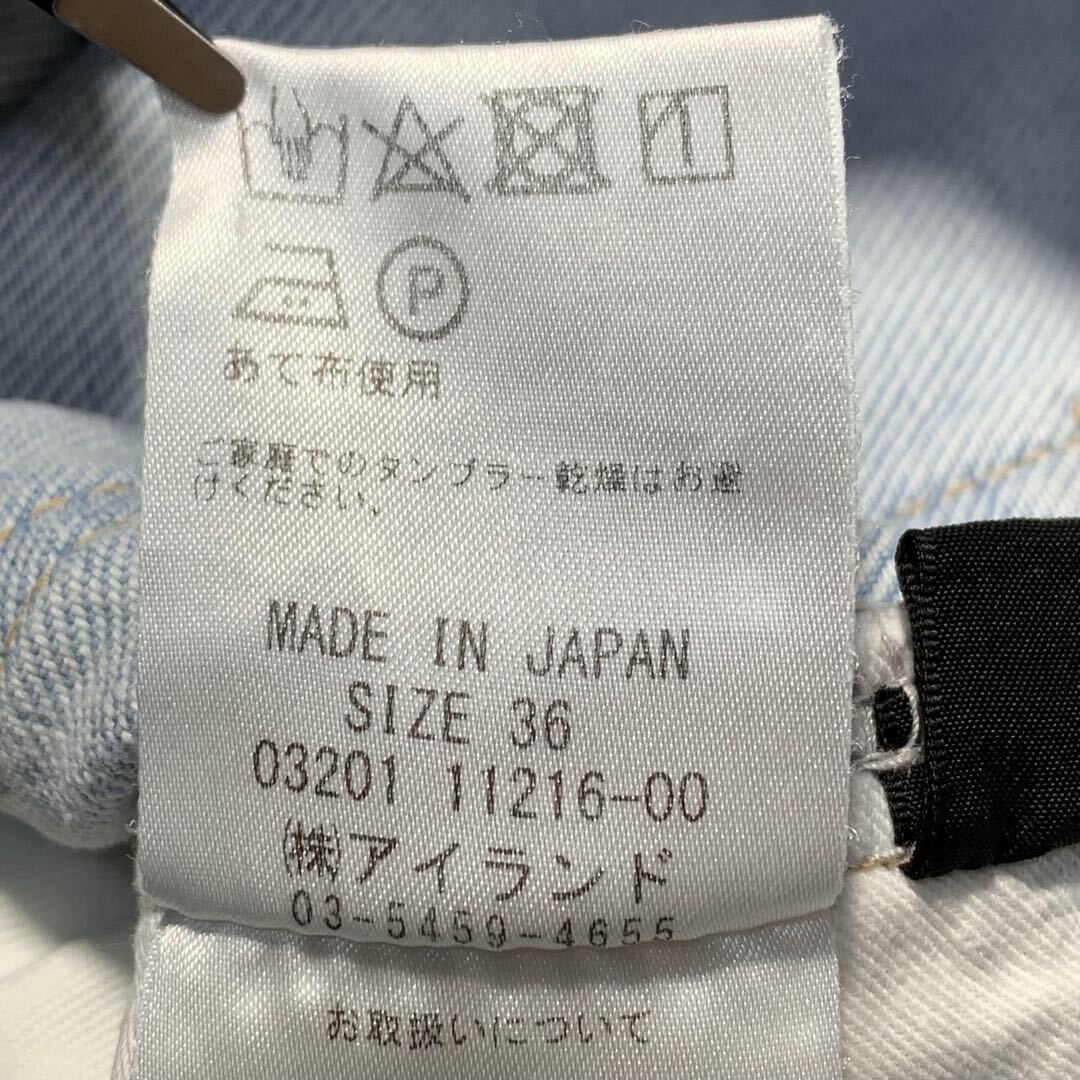 P
あて布使用
ご家庭でのタンブラー乾燥はお避
けください。
MADE IN JAPAN
SIZE 36
03201 11216-00
㈱アイランド
03-5459-4655
お取扱いについて